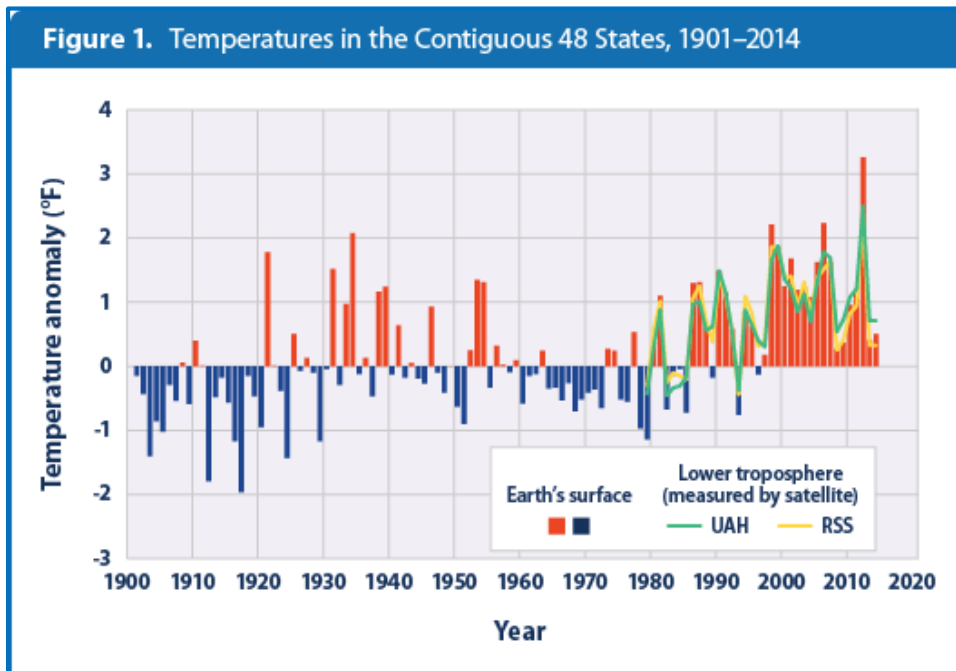 Figure 1. Temperatures in the Contiguous 48 States, 1901–2014
4
3
2
1
0
-1
-2
-3
Temperature anomaly (°F)
Earth's surface
Lower troposphere
(measured by satellite)
UAH
RSS
1900 1910 1920 1930 1940 1950 1960 1970 1980 1990 2000 2010 2020
Year